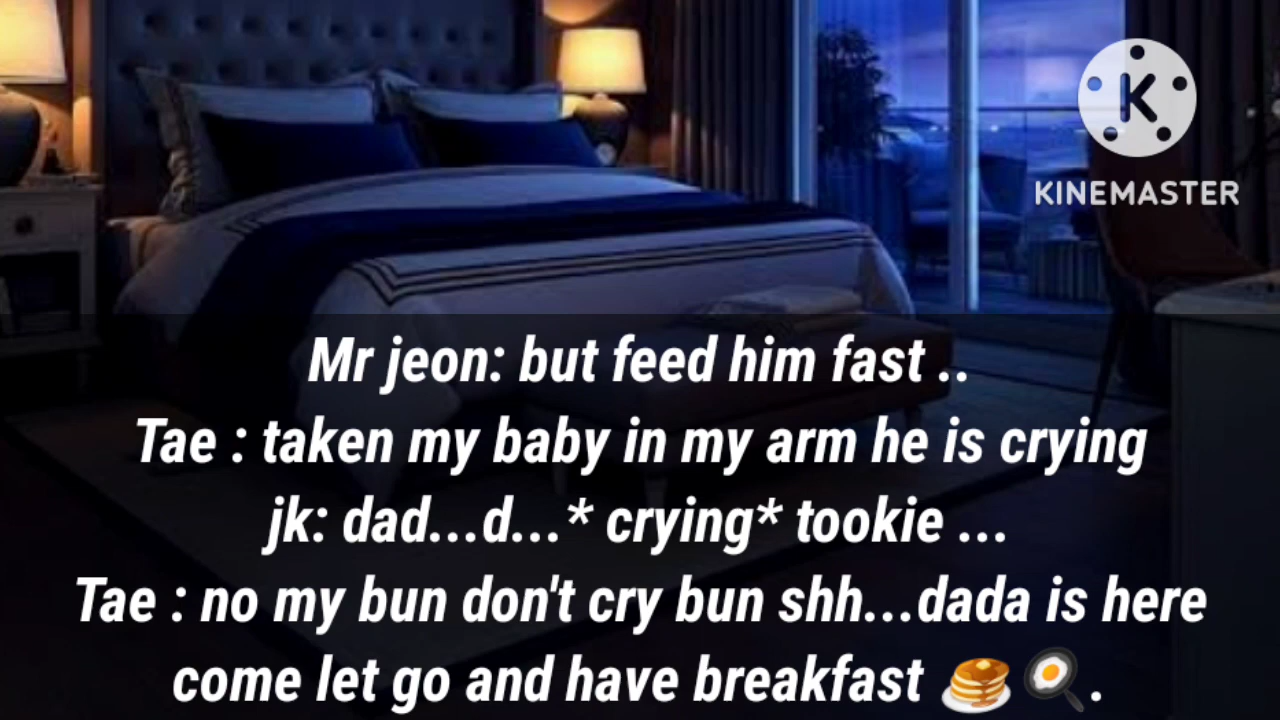 K
KINEMASTER
Mr jeon: but feed him fast ..
Tae : taken my baby in my arm he is crying
jk: dad...d...* crying* tookie ...
Tae : no my bun don't cry bun shh...dada is here
come let go and have breakfast 🥞🍳.